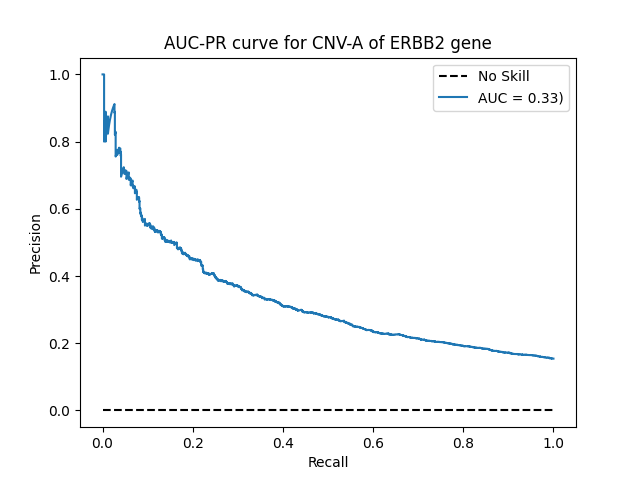 AUC-PR curve for CNV-A of ERBB2 gene
No Skill
AUC = 0.33)
Precision
1.0
0.8
0.6
0.4
0.2
0.0
0.0 0.2 0.4 0.6 0.8 1.0
Recall